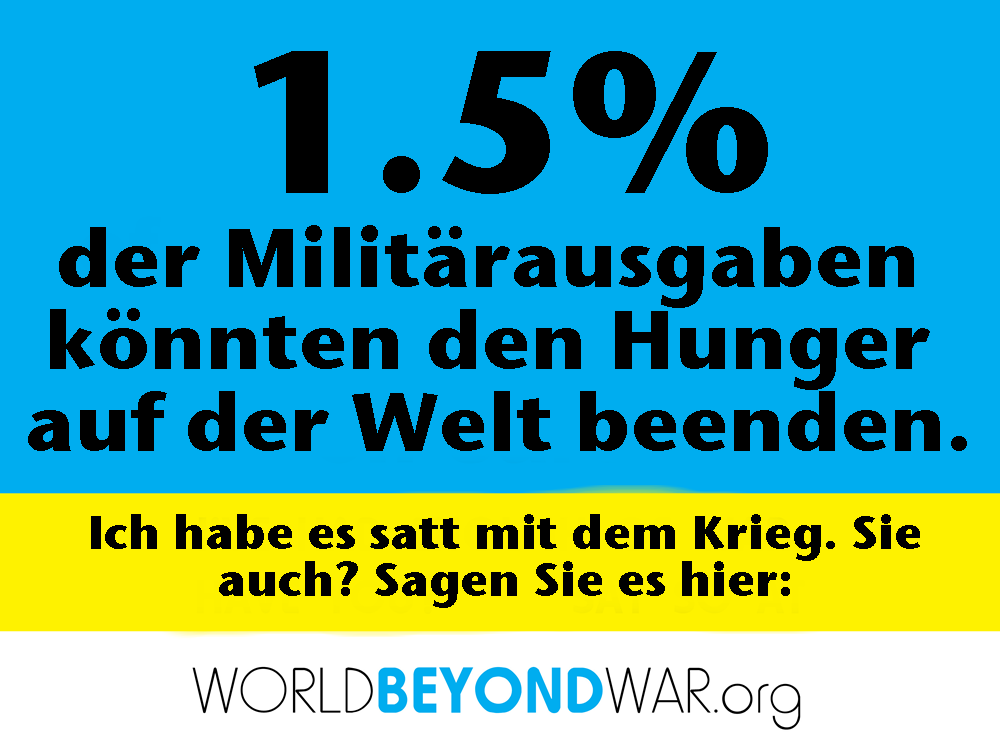 1.5%
der Militärausgaben
könnten den Hunger
auf der Welt beenden.
Ich habe es satt mit dem Krieg. Sie
auch? Sagen Sie es hier:
WORLDBEYONDWAR.org